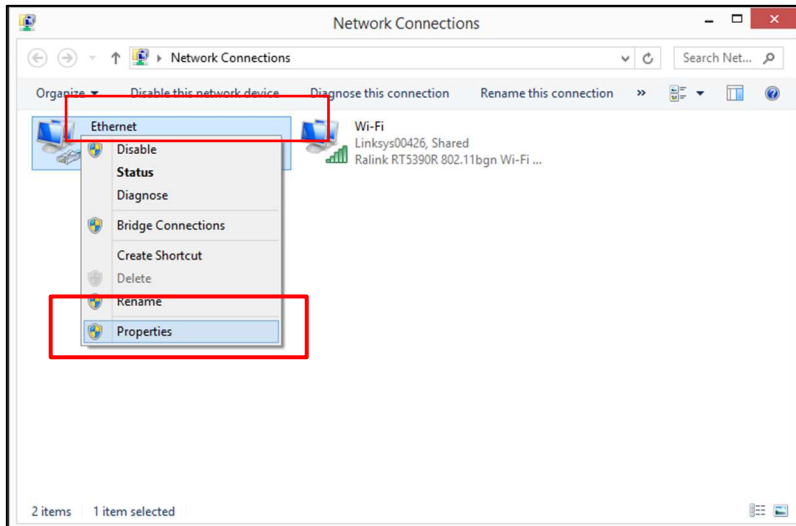 Network Connections
Network Connections
Search Net...
Organize Disable this network device Diagnose this connection Rename this connection »
Ethernet
Disable
Status
Diagnose
Bridge Connections
Create Shortcut
Delete
Rename
Properties
Wi-Fi
Linksys00426, Shared
Ralink RT5390R 802.11bgn Wi-Fi ...
2 items 1 item selected